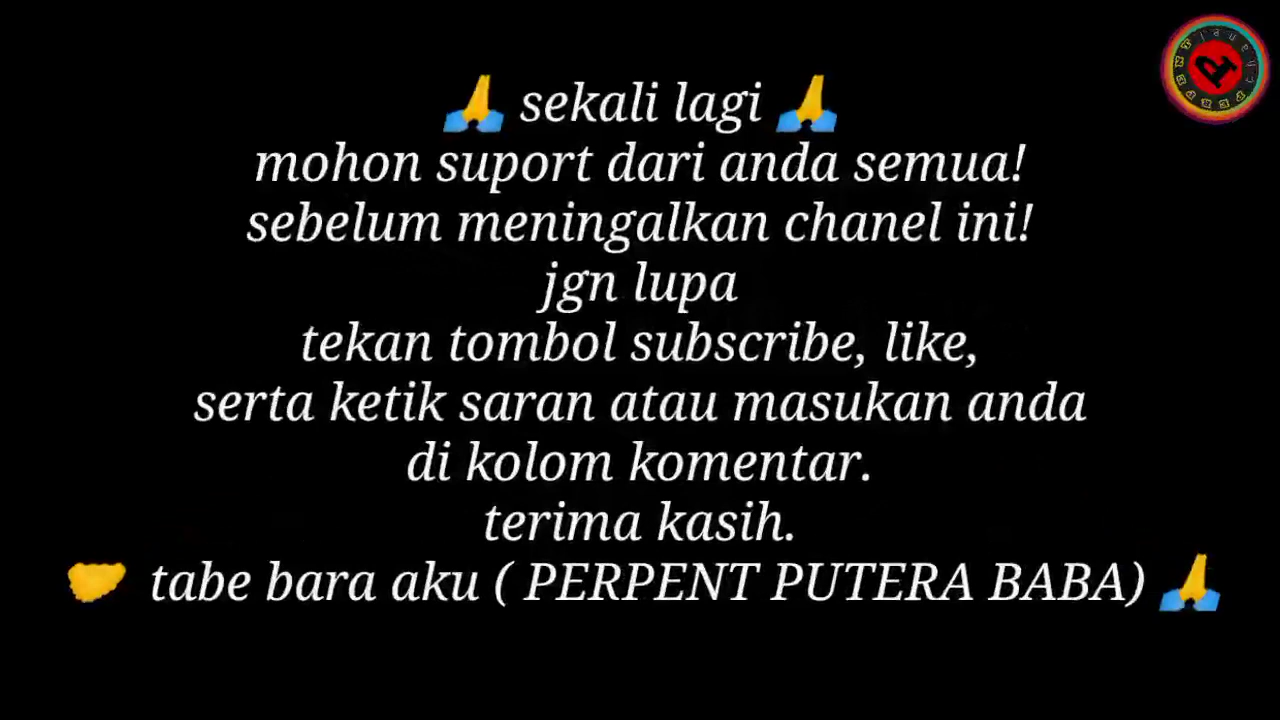 🙏 sekali lagi 🙏
mohon suport dari anda semua!
sebelum meningalkan chanel ini!
jgn lupa
tekan tombol subscribe, like,
serta ketik saran atau masukan anda
di kolom komentar.
terima kasih.
🤝 tabe bara aku ( PERPENT PUTERA BABA) 🙏